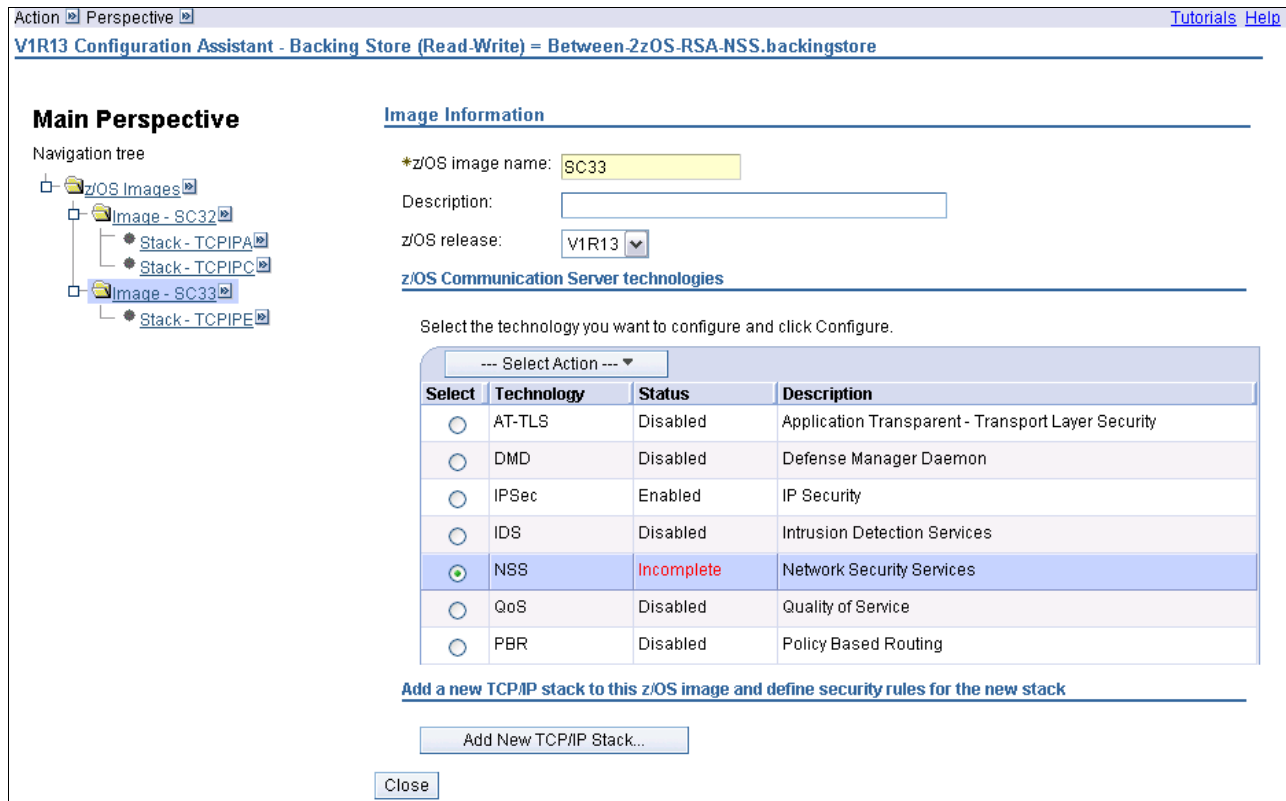 Action Perspective Tutorials Help
V1R13 Configuration Assistant - Backing Store (Read-Write) = Between-2zOS-RSA-NSS.backingstore
Main Perspective
Navigation tree
z/OS Images
Image - SC32
Stack - TCPIPA
Stack - TCPIPC
Image - SC33
Stack - TCPIPE
Image Information
*z/OS image name: SC33
Description:
z/OS release: V1R13
z/OS Communication Server technologies
Select the technology you want to configure and click Configure.
--- Select Action ---
Select Technology Status Description
AT-TLS Disabled Application Transparent - Transport Layer Security
DMD Disabled Defense Manager Daemon
IPSec Enabled IP Security
IDS Disabled Intrusion Detection Services
NSS Incomplete Network Security Services
QoS Disabled Quality of Service
PBR Disabled Policy Based Routing
Add a new TCP/IP stack to this z/OS image and define security rules for the new stack
Add New TCP/IP Stack...
Close